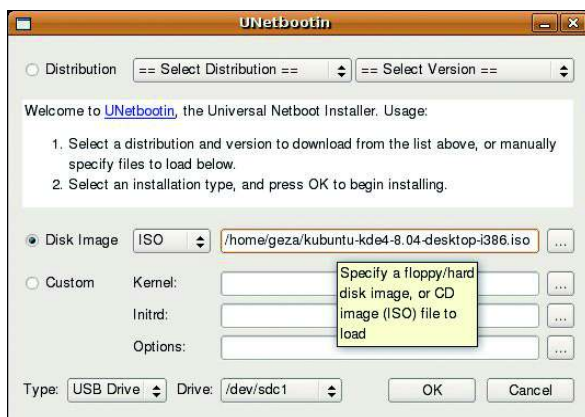 UNetbootin
Distribution == Select Distribution == == Select Version ==
Welcome to UNetbootin, the Universal Netboot Installer. Usage:
1. Select a distribution and version to download from the list above, or manually
specify files to load below.
2. Select an installation type, and press OK to begin installing.
Disk Image ISO /home/geza/kubuntu-kde4-8.04-desktop-i386.iso ...
Custom Kernel: ...
Initrd: ...
Options: ...
Specify a floppy/hard
disk image, or CD
image (ISO) file to
load
Type: USB Drive Drive: /dev/sdc1 OK Cancel